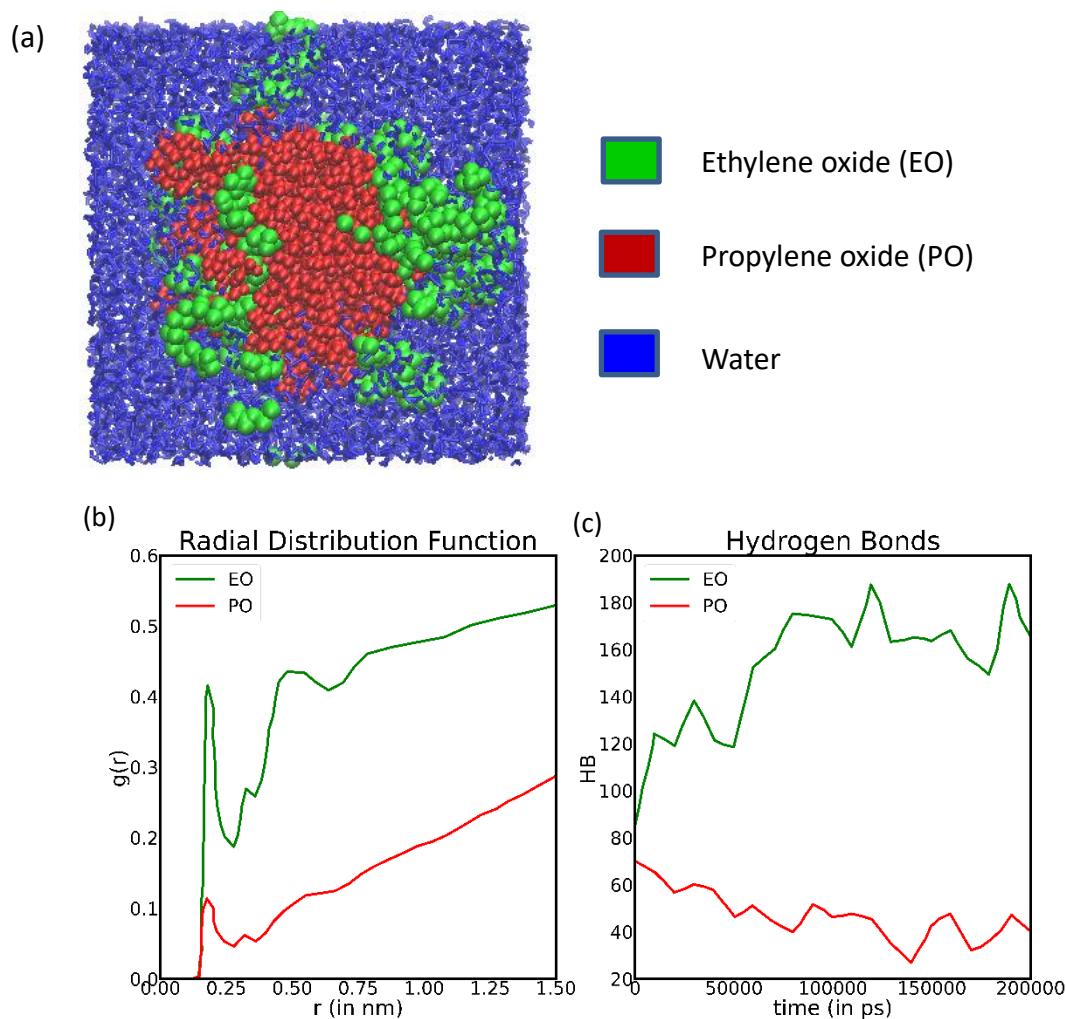 (a)
Ethylene oxide (EO)
Propylene oxide (PO)
Water
(b)
Radial Distribution Function
EO
PO
0.6
0.5
0.4
0.3
0.2
0.1
0.0
g(r)
0.00 0.25 0.50 0.75 1.00 1.25 1.50
r (in nm)
(c)
Hydrogen Bonds
EO
PO
200
180
160
140
120
100
80
60
40
20
HB
0 50000 100000 150000 200000
time (in ps)